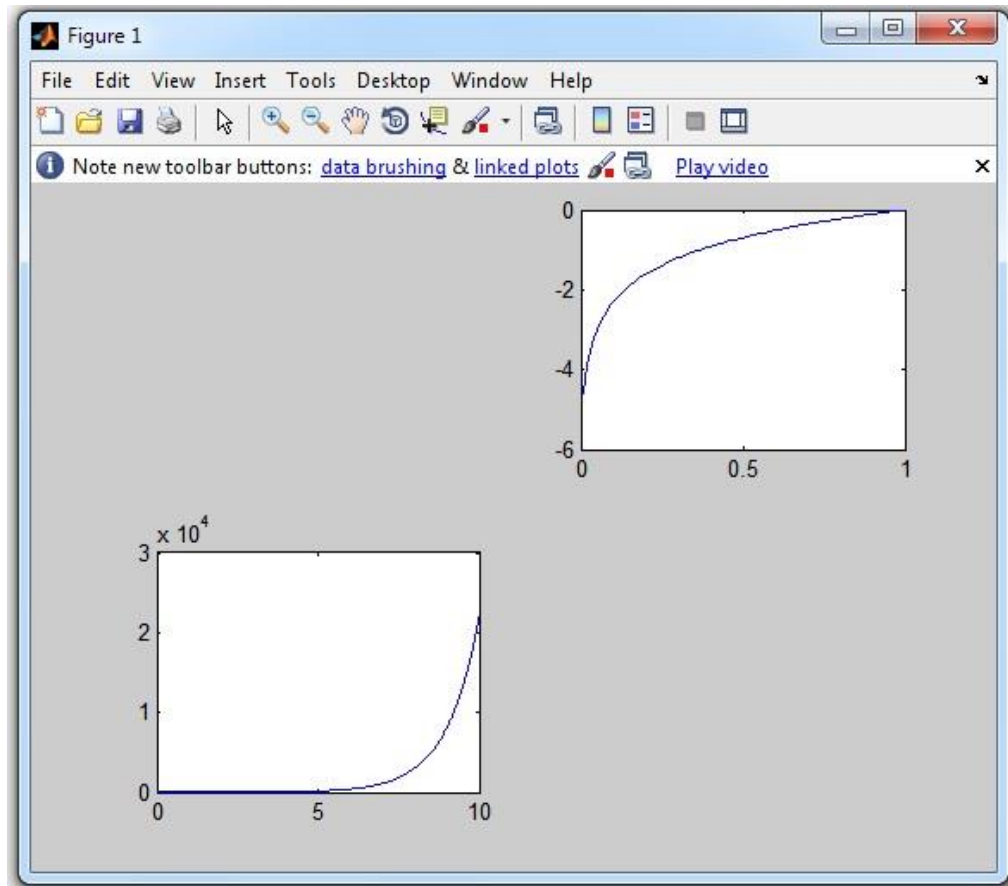 Figure 1
File Edit View Insert Tools Desktop Window Help
Note new toolbar buttons: data brushing & linked plots Play video
0
-2
-4
-6
0 0.5 1
x 10^4
3
2
1
0
0 5 10